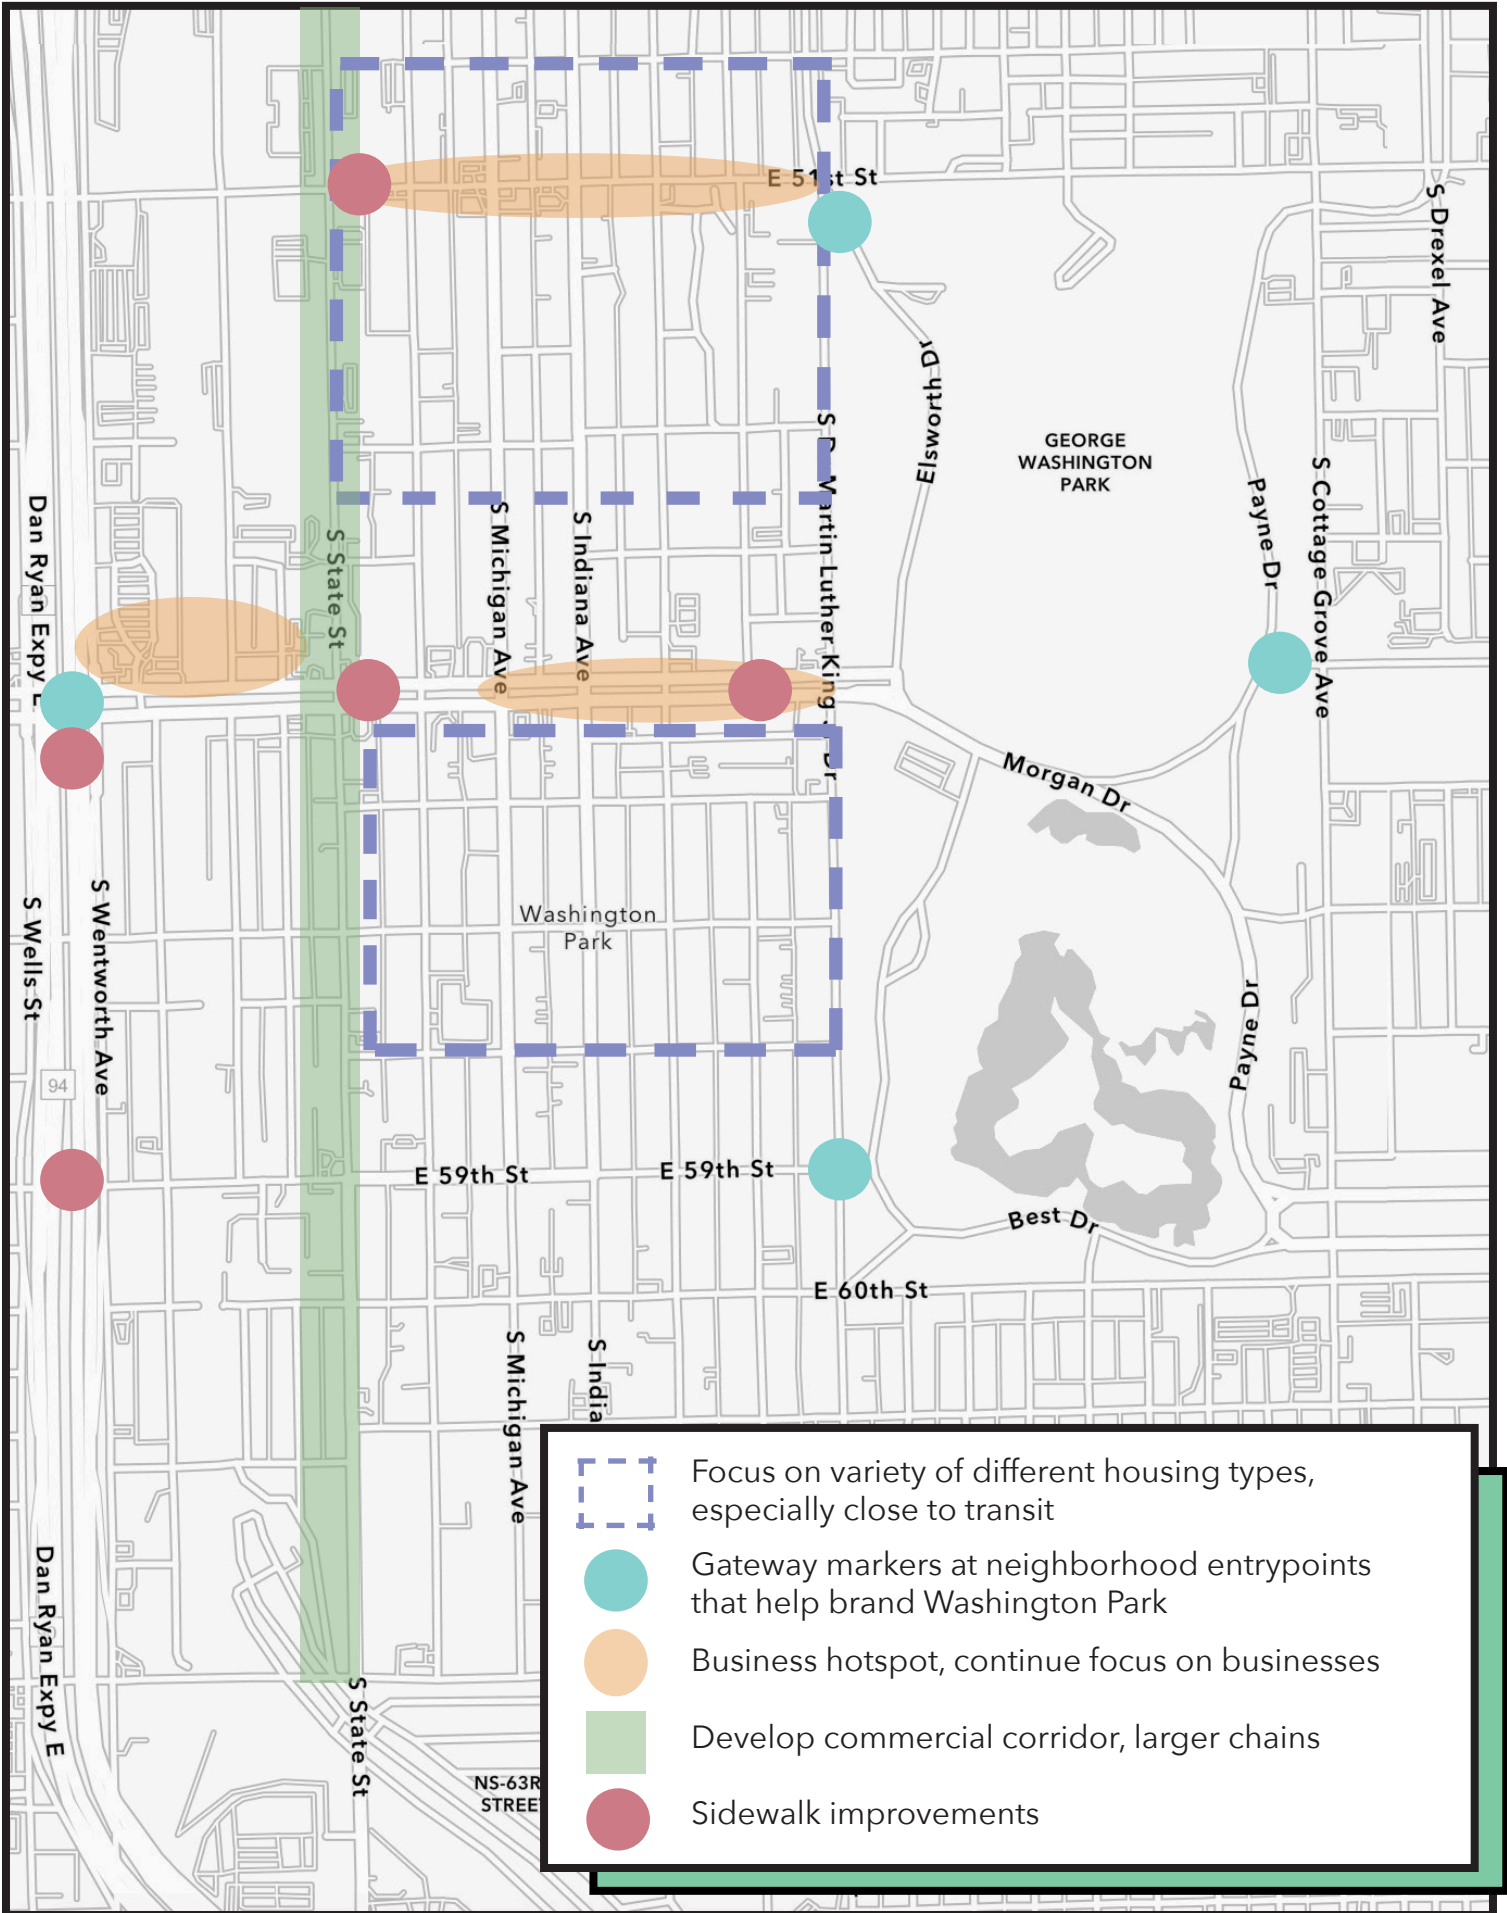 E 51st St
S Drexel Ave
Elsworth Dr
GEORGE
WASHINGTON
PARK
Dan Ryan Expy E
S State St
S Michigan Ave
S Indiana Ave
S Dr Martin Luther King Jr Dr
Payne Dr
S Cottage Grove Ave
Morgan Dr
S Wells St
S Wentworth Ave
Washington
Park
94
Payne Dr
E 59th St
E 59th St
Best Dr
E 60th St
S Michigan Ave
S India
Dan Ryan Expy E
S State St
NS-63R
STREE
Focus on variety of different housing types,
especially close to transit
Gateway markers at neighborhood entrypoints
that help brand Washington Park
Business hotspot, continue focus on businesses
Develop commercial corridor, larger chains
Sidewalk improvements